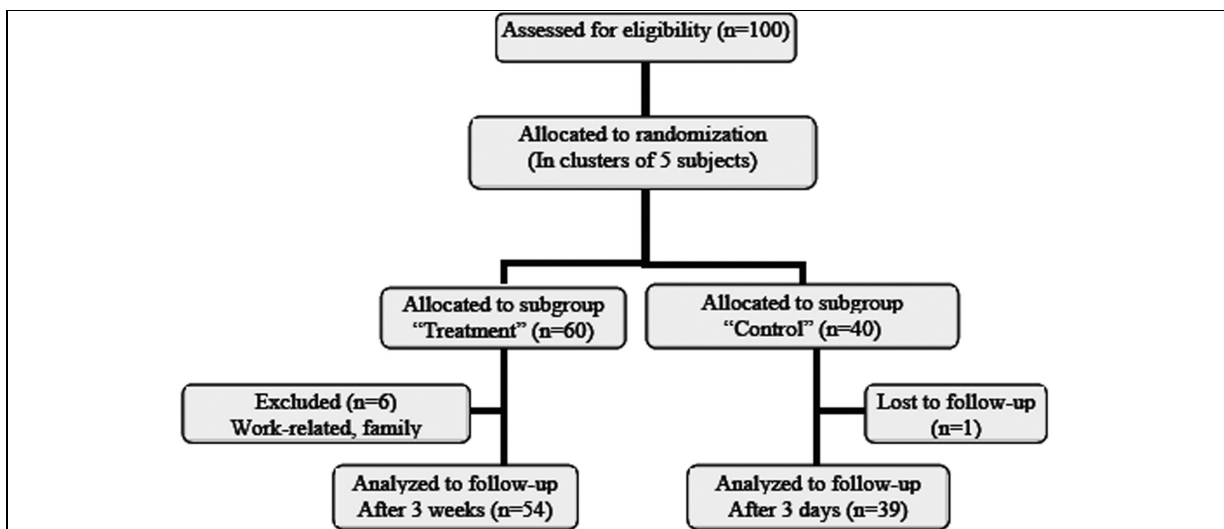 Assessed for eligibility (n=100)
Allocated to randomization
(In clusters of 5 subjects)
Allocated to subgroup
“Treatment” (n=60)
Allocated to subgroup
“Control” (n=40)
Excluded (n=6)
Work-related, family
Lost to follow-up
(n=1)
Analyzed to follow-up
After 3 weeks (n=54)
Analyzed to follow-up
After 3 days (n=39)